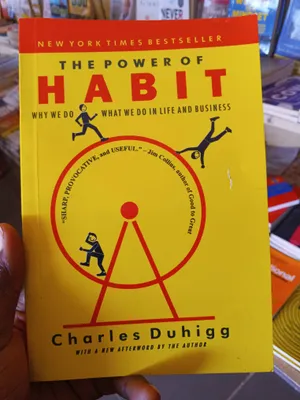 NEW YORK TIMES BESTSELLER
THE POWER OF
HABIT
WHY WE DO WHAT WE DO IN LIFE AND BUSINESS
"SHARP, PROVOCATIVE, AND USEFUL." – Jim Collins, author of Good to Great
Charles Duhigg
WITH A NEW AFTERWORD BY THE AUTHOR